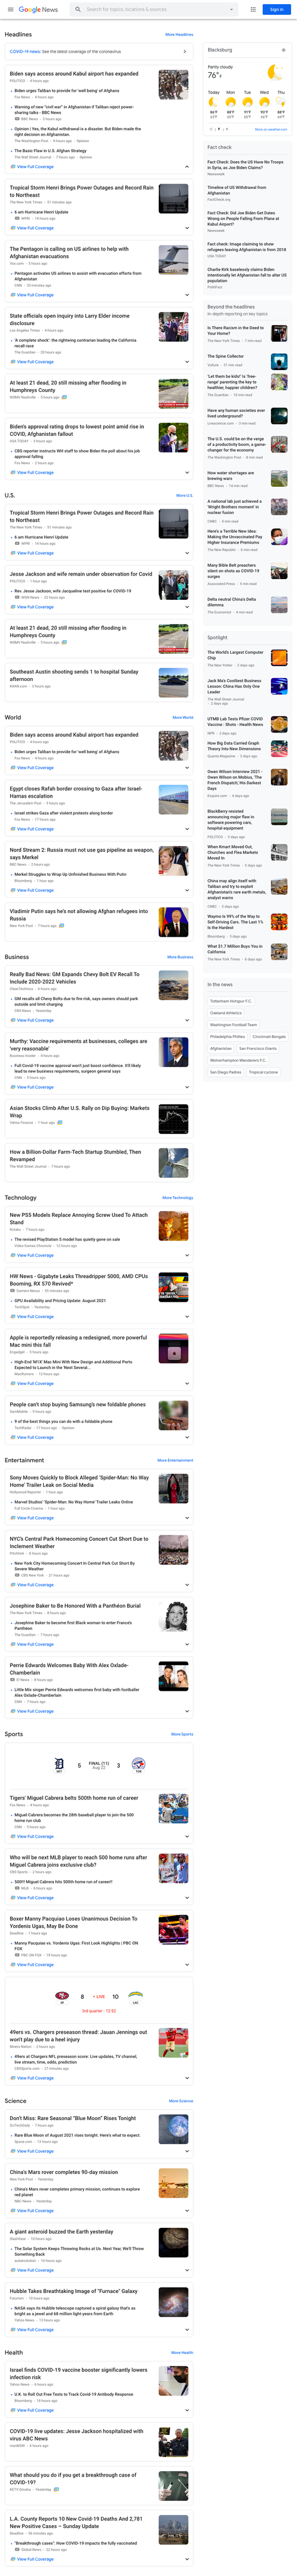 Google News
Search for topics, locations & sources
Sign in
Headlines
More Headlines
COVID-19 news: See the latest coverage of the coronavirus
Biden says access around Kabul airport has expanded
POLITICO · 4 hours ago
Biden urges Taliban to provide for 'well being' of Afghans
Fox News · 4 hours ago
Warning of new "civil war" in Afghanistan if Taliban reject power-
sharing talks - BBC News
BBC News · 2 hours ago
Opinion | Yes, the Kabul withdrawal is a disaster. But Biden made the
right decision on Afghanistan.
The Washington Post · 9 hours ago · Opinion
The Biasic Flaw in U.S. Afghan Strategy
The Wall Street Journal · 7 hours ago · Opinion
View Full Coverage
Tropical Storm Henri Brings Power Outages and Record Rain
to Northeast
The New York Times · 51 minutes ago
6 am Hurricane Henri Update
WPRI · 14 hours ago
View Full Coverage
The Pentagon is calling on US airlines to help with
Afghanistan evacuations
Vox.com · 5 hours ago
Pentagon activates US airlines to assist with evacuation efforts from
Afghanistan
CNN · 20 minutes ago
View Full Coverage
State officials open inquiry into Larry Elder income
disclosure
Los Angeles Times · 4 hours ago
'A complete shock': the rightwing contrarian leading the California
recall race
The Guardian · 20 hours ago
View Full Coverage
At least 21 dead, 20 still missing after flooding in
Humphreys County
WSMV Nashville · 5 hours ago
View Full Coverage
Biden's approval rating drops to lowest point amid rise in
COVID, Afghanistan fallout
USA TODAY · 3 hours ago
CBS reporter instructs WH staff to show Biden the poll about his job
approval falling
Fox News · 2 hours ago
View Full Coverage
U.S.
More U.S.
Tropical Storm Henri Brings Power Outages and Record Rain
to Northeast
The New York Times · 51 minutes ago
6 am Hurricane Henri Update
WPRI · 14 hours ago
View Full Coverage
Jesse Jackson and wife remain under observation for Covid
POLITICO · 1 hour ago
Rev. Jesse Jackson, wife Jacqueline test positive for COVID-19
WGN News · 22 hours ago
View Full Coverage
At least 21 dead, 20 still missing after flooding in
Humphreys County
WSMV Nashville · 5 hours ago
Southeast Austin shooting sends 1 to hospital Sunday
afternoon
KXAN.com · 3 hours ago
World
More World
Biden says access around Kabul airport has expanded
POLITICO · 4 hours ago
Biden urges Taliban to provide for 'well being' of Afghans
Fox News · 4 hours ago
View Full Coverage
Egypt closes Rafah border crossing to Gaza after Israel-
Hamas escalation
The Jerusalem Post · 5 hours ago
Israel strikes Gaza after violent protests along border
Fox News · 17 hours ago
View Full Coverage
Nord Stream 2: Russia must not use gas pipeline as weapon,
says Merkel
BBC News · 3 hours ago
Merkel Struggles to Wrap Up Unfinished Business With Putin
Bloomberg · 1 hour ago
View Full Coverage
Vladimir Putin says he's not allowing Afghan refugees into
Russia
New York Post · 7 hours ago
Business
More Business
Really Bad News: GM Expands Chevy Bolt EV Recall To
Include 2020-2022 Vehicles
CleanTechnica · 6 hours ago
GM recalls all Chevy Bolts due to fire risk, says owners should park
outside and limit charging
CBS News · Yesterday
View Full Coverage
Murthy: Vaccine requirements at businesses, colleges are
'very reasonable'
Business Insider · 4 hours ago
Full Covid-19 vaccine approval won't just boost confidence. It'll likely
lead to new business requirements, surgeon general says
CNN · 5 hours ago
View Full Coverage
Asian Stocks Climb After U.S. Rally on Dip Buying: Markets
Wrap
Yahoo Finance · 1 hour ago
How a Billion-Dollar Farm-Tech Startup Stumbled, Then
Revamped
The Wall Street Journal · 7 hours ago
Technology
More Technology
New PS5 Models Replace Annoying Screw Used To Attach
Stand
Kotaku · 7 hours ago
The revised PlayStation 5 model has quietly gone on sale
Video Games Chronicle · 13 hours ago
View Full Coverage
HW News - Gigabyte Leaks Threadripper 5000, AMD CPUs
Booming, RX 570 Revived*
Gamers Nexus · 35 minutes ago
GPU Availability and Pricing Update: August 2021
TechSpot · Yesterday
View Full Coverage
Apple is reportedly releasing a redesigned, more powerful
Mac mini this fall
Engadget · 5 hours ago
High-End 'M1X' Mac Mini With New Design and Additional Ports
Expected to Launch in the 'Next Several...
MacRumors · 12 hours ago
View Full Coverage
People can't stop buying Samsung's new foldable phones
SamMobile · 9 hours ago
9 of the best things you can do with a foldable phone
TechRadar · 17 hours ago · Opinion
View Full Coverage
Entertainment
More Entertainment
Sony Moves Quickly to Block Alleged 'Spider-Man: No Way
Home' Trailer Leak on Social Media
Hollywood Reporter · 1 hour ago
Marvel Studios' 'Spider-Man: No Way Home' Trailer Leaks Online
Full Circle Cinema · 1 hour ago
View Full Coverage
NYC's Central Park Homecoming Concert Cut Short Due to
Inclement Weather
Pitchfork · 8 hours ago
New York City Homecoming Concert In Central Park Cut Short By
Severe Weather
CBS New York · 21 hours ago
View Full Coverage
Josephine Baker to Be Honored With a Panthéon Burial
The New York Times · 8 hours ago
Josephine Baker to become first Black woman to enter France's
Panthéon
The Guardian · 7 hours ago
View Full Coverage
Perrie Edwards Welcomes Baby With Alex Oxlade-
Chamberlain
E! News · 8 hours ago
Little Mix singer Perrie Edwards welcomes first baby with footballer
Alex Oxlade-Chamberlain
CNN · 7 hours ago
View Full Coverage
Sports
More Sports
5
FINAL (11)
Aug 22
3
DET
TOR
Tigers' Miguel Cabrera belts 500th home run of career
Fox News · 4 hours ago
Miguel Cabrera becomes the 28th baseball player to join the 500
home run club
CNN · 5 hours ago
View Full Coverage
Who will be next MLB player to reach 500 home runs after
Miguel Cabrera joins exclusive club?
CBS Sports · 2 hours ago
500!!! Miguel Cabrera hits 500th home run of career!!
MLB · 6 hours ago
View Full Coverage
Boxer Manny Pacquiao Loses Unanimous Decision To
Yordenis Ugas, May Be Done
Deadline · 7 hours ago
Manny Pacquiao vs. Yordenis Ugas: First Look Highlights | PBC ON
FOX
PBC ON FOX · 19 hours ago
View Full Coverage
8
LIVE
10
SF
LAC
3rd quarter - 12:52
49ers vs. Chargers preseason thread: Jauan Jennings out
won't play due to a heel injury
Niners Nation · 2 hours ago
49ers at Chargers NFL preseason score: Live updates, TV channel,
live stream, time, odds, prediction
CBSSports.com · 27 minutes ago
View Full Coverage
Science
More Science
Don't Miss: Rare Seasonal "Blue Moon" Rises Tonight
SciTechDaily · 7 hours ago
Rare Blue Moon of August 2021 rises tonight. Here's what to expect.
Space.com · 13 hours ago
View Full Coverage
China's Mars rover completes 90-day mission
New York Post · Yesterday
China's Mars rover completes primary mission, continues to explore
red planet
NBC News · Yesterday
View Full Coverage
A giant asteroid buzzed the Earth yesterday
SlashGear · 10 hours ago
The Solar System Keeps Throwing Rocks at Us. Next Year, We'll Throw
Something Back
autoevolution · 16 hours ago
View Full Coverage
Hubble Takes Breathtaking Image of "Furnace" Galaxy
Futurism · 10 hours ago
NASA says its Hubble telescope captured a spiral galaxy that's as
bright as a jewel and 68 million light-years from Earth
Yahoo News · 13 hours ago
View Full Coverage
Health
More Health
Israel finds COVID-19 vaccine booster significantly lowers
infection risk
Yahoo News · 6 hours ago
U.K. to Roll Out Free Tests to Track Covid-19 Antibody Response
Bloomberg · 18 hours ago
View Full Coverage
COVID-19 live updates: Jesse Jackson hospitalized with
virus ABC News
msnNOW · 6 hours ago
What should you do if you get a breakthrough case of
COVID-19?
KETV Omaha · Yesterday
L.A. County Reports 10 New Covid-19 Deaths And 2,781
New Positive Cases – Sunday Update
Deadline · 36 minutes ago
"Breakthrough cases": How COVID-19 impacts the fully vaccinated
Global News · 22 hours ago
View Full Coverage
Blacksburg
Partly cloudy
76°F
Today
Mon
Tue
Wed
Thu
More on weather.com
Fact check
Fact Check: Does the US Have No Troops
in Syria, as Joe Biden Claims?
Newsweek
Timeline of US Withdrawal from
Afghanistan
FactCheck.org
Fact Check: Did Joe Biden Get Dates
Wrong on People Falling From Plane at
Kabul Airport?
Newsweek
Fact check: Image claiming to show
refugees leaving Afghanistan is from 2018
USA TODAY
Charlie Kirk baselessly claims Biden
intentionally let Afghanistan fall to alter US
population
PolitiFact
Beyond the headlines
In-depth reporting on key topics
Is There Racism in the Deed to
Your Home?
The New York Times · 7 min read
The Spine Collector
Vulture · 31 min read
'Let them be kids!' Is 'free-
range' parenting the key to
healthier, happier children?
The Guardian · 10 min read
Have any human societies ever
lived underground?
Livescience.com · 3 min read
The U.S. could be on the verge
of a productivity boom, a game-
changer for the economy
The Washington Post · 8 min read
How water shortages are
brewing wars
BBC News · 14 min read
A national lab just achieved a
'Wright Brothers moment' in
nuclear fusion
CNBC · 4 min read
Here's a Terrible New Idea:
Making the Unvaccinated Pay
Higher Insurance Premiums
The New Republic · 4 min read
Many Bible Belt preachers
silent on shots as COVID-19
surges
Associated Press · 5 min read
Delta neutral China's Delta
dilemma
The Economist · 4 min read
Spotlight
The World's Largest Computer
Chip
The New Yorker · 2 days ago
Jack Ma's Costliest Business
Lesson: China Has Only One
Leader
The Wall Street Journal
· 2 days ago
UTMB Lab Tests Pfizer COVID
Vaccine : Shots - Health News
NPR · 2 days ago
How Big Data Carried Graph
Theory Into New Dimensions
Quanta Magazine · 3 days ago
Owen Wilson Interview 2021 -
Owen Wilson on Mobius, 'The
French Dispatch', His Darkest
Days
Esquire.com · 4 days ago
BlackBerry resisted
announcing major flaw in
software powering cars,
hospital equipment
POLITICO · 5 days ago
When Kmart Moved Out,
Churches and Flea Markets
Moved In
The New York Times · 5 days ago
China may align itself with
Taliban and try to exploit
Afghanistan's rare earth metals,
analyst warns
CNBC · 5 days ago
Waymo Is 99% of the Way to
Self-Driving Cars. The Last 1%
Is the Hardest
Bloomberg · 5 days ago
What $1.7 Million Buys You in
California
The New York Times · 6 days ago
In the news
Tottenham Hotspur F.C.
Oakland Athletics
Washington Football Team
Philadelphia Phillies
Cincinnati Bengals
Afghanistan
San Francisco Giants
Wolverhampton Wanderers F.C.
San Diego Padres
Tropical cyclone